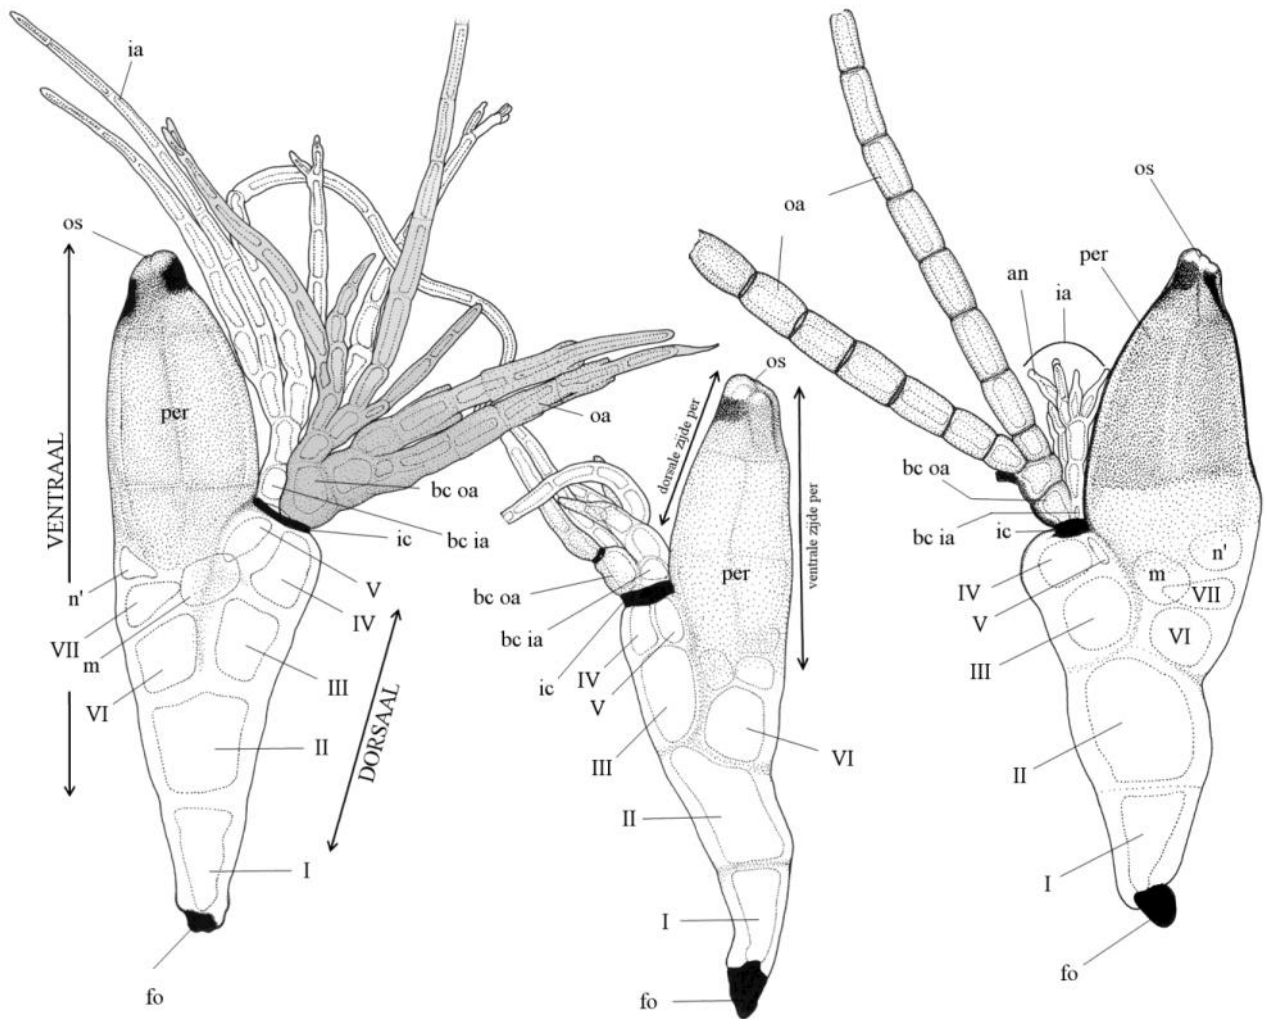 ia
os
per
VENTRAAL
oa
bc oa
bc ia
ic
V
IV
n'
VII
m
VI
III
II
DORSAAL
I
fo
os
dorsale zijde per
ventrale zijde per
per
bc oa
bc ia
ic
IV
V
III
VI
II
I
fo
oa
os
per
an
ia
bc oa
bc ia
ic
IV
V
III
m
n'
VII
VI
II
I
fo